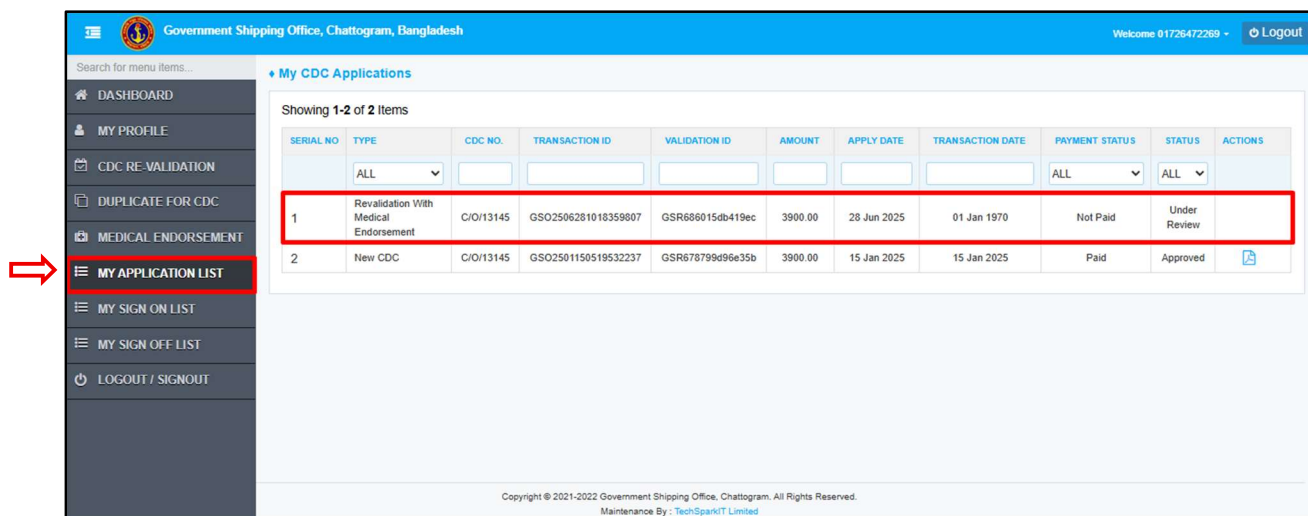 Government Shipping Office, Chattogram, Bangladesh
Welcome 01726472269
Logout
Search for menu items...
DASHBOARD
MY PROFILE
CDC RE-VALIDATION
DUPLICATE FOR CDC
MEDICAL ENDORSEMENT
MY APPLICATION LIST
MY SIGN ON LIST
MY SIGN OFF LIST
LOGOUT / SIGNOUT
My CDC Applications
Showing 1-2 of 2 Items
SERIAL NO TYPE CDC NO. TRANSACTION ID VALIDATION ID AMOUNT APPLY DATE TRANSACTION DATE PAYMENT STATUS STATUS ACTIONS
ALL ALL ALL
1 Revalidation With Medical Endorsement C/O/13145 GSO2506281018359807 GSR686015db419ec 3900.00 28 Jun 2025 01 Jan 1970 Not Paid Under Review
2 New CDC C/O/13145 GSO2501150519532237 GSR678799d96e35b 3900.00 15 Jan 2025 15 Jan 2025 Paid Approved
Copyright © 2021-2022 Government Shipping Office, Chattogram. All Rights Reserved.
Maintenance By : TechSparkIT Limited